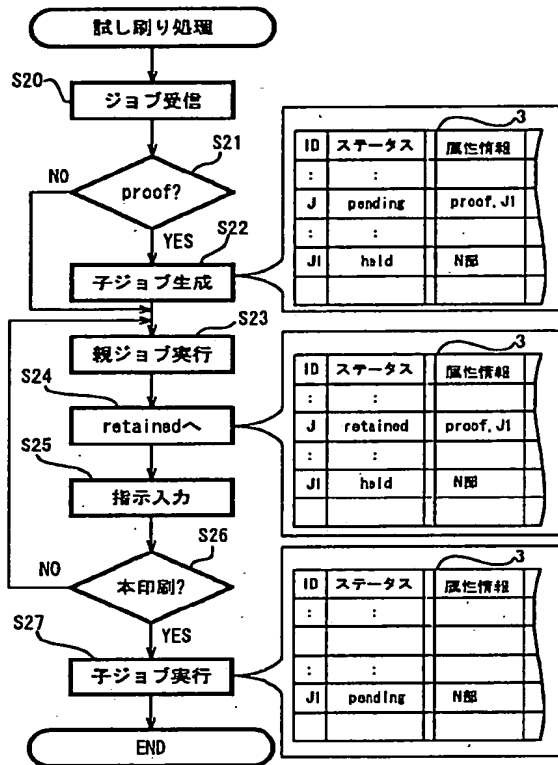 試し刷り処理
S20
ジョブ受信
S21
NO
proof?
YES
S22
子ジョブ生成
S23
親ジョブ実行
S24
retainedへ
S25
指示入力
S26
NO
本印刷?
YES
S27
子ジョブ実行
END
3
ID ステータス 属性情報
: :
J pending proof,J1
: :
J1 held N部
3
ID ステータス 属性情報
: :
J retained proof,J1
:
J1 held N部
3
ID ステータス 属性情報
: :
: :
J1 pending N部